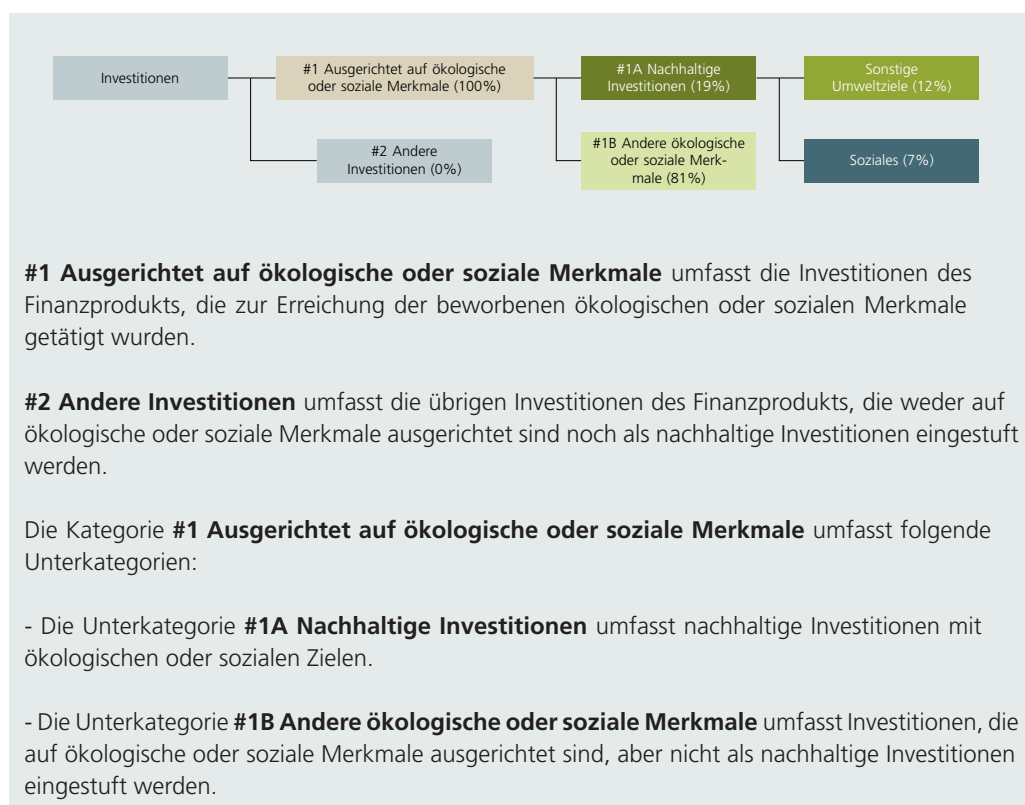 Investitionen
#1 Ausgerichtet auf ökologische
oder soziale Merkmale (100%)
#1A Nachhaltige
Investitionen (19%)
Sonstige
Umweltziele (12%)
#2 Andere
Investitionen (0%)
#1B Andere ökologische
oder soziale Merk-
male (81%)
Soziales (7%)
#1 Ausgerichtet auf ökologische oder soziale Merkmale umfasst die Investitionen des
Finanzprodukts, die zur Erreichung der beworbenen ökologischen oder sozialen Merkmale
getätigt wurden.
#2 Andere Investitionen umfasst die übrigen Investitionen des Finanzprodukts, die weder auf
ökologische oder soziale Merkmale ausgerichtet sind noch als nachhaltige Investitionen eingestuft
werden.
Die Kategorie #1 Ausgerichtet auf ökologische oder soziale Merkmale umfasst folgende
Unterkategorien:
- Die Unterkategorie #1A Nachhaltige Investitionen umfasst nachhaltige Investitionen mit
ökologischen oder sozialen Zielen.
- Die Unterkategorie #1B Andere ökologische oder soziale Merkmale umfasst Investitionen, die
auf ökologische oder soziale Merkmale ausgerichtet sind, aber nicht als nachhaltige Investitionen
eingestuft werden.